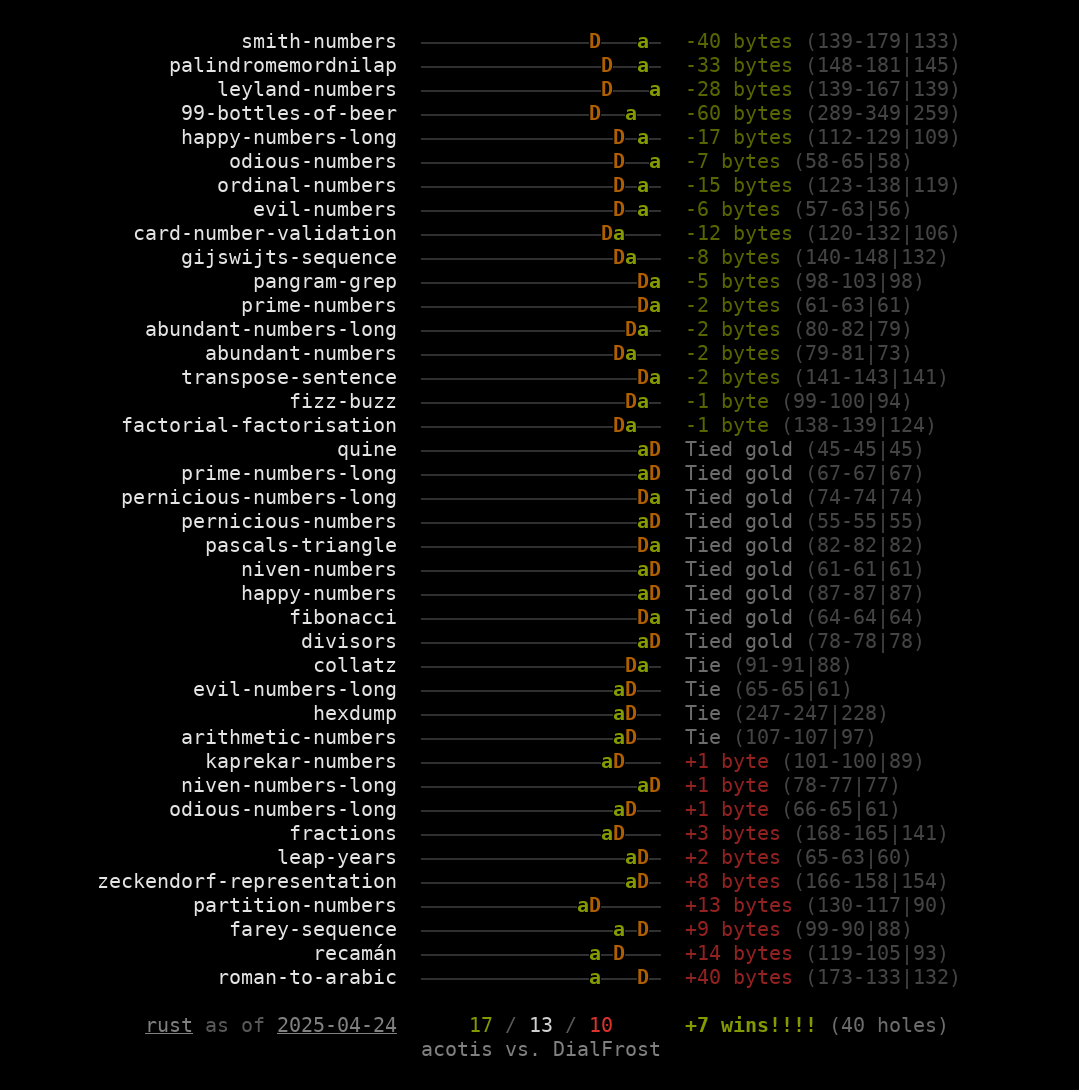 smith-numbers D a -40 bytes (139-179|133)
palindromemordnilap D a -33 bytes (148-181|145)
leyland-numbers D a -28 bytes (139-167|139)
99-bottles-of-beer D a -60 bytes (289-349|259)
happy-numbers-long D a -17 bytes (112-129|109)
odious-numbers D a -7 bytes (58-65|58)
ordinal-numbers D a -15 bytes (123-138|119)
evil-numbers D a -6 bytes (57-63|56)
card-number-validation Da -12 bytes (120-132|106)
gijswijts-sequence Da -8 bytes (140-148|132)
pangram-grep Da -5 bytes (98-103|98)
prime-numbers Da -2 bytes (61-63|61)
abundant-numbers-long Da -2 bytes (80-82|79)
abundant-numbers Da -2 bytes (79-81|73)
transpose-sentence Da -2 bytes (141-143|141)
fizz-buzz Da -1 byte (99-100|94)
factorial-factorisation Da -1 byte (138-139|124)
quine aD Tied gold (45-45|45)
prime-numbers-long aD Tied gold (67-67|67)
pernicious-numbers-long Da Tied gold (74-74|74)
pernicious-numbers aD Tied gold (55-55|55)
pascals-triangle Da Tied gold (82-82|82)
niven-numbers aD Tied gold (61-61|61)
happy-numbers aD Tied gold (87-87|87)
fibonacci Da Tied gold (64-64|64)
divisors aD Tied gold (78-78|78)
collatz Da Tie (91-91|88)
evil-numbers-long aD Tie (65-65|61)
hexdump aD Tie (247-247|228)
arithmetic-numbers aD Tie (107-107|97)
kaprekar-numbers aD +1 byte (101-100|89)
niven-numbers-long aD +1 byte (78-77|77)
odious-numbers-long aD +1 byte (66-65|61)
fractions aD +3 bytes (168-165|141)
leap-years aD +2 bytes (65-63|60)
zeckendorf-representation aD +8 bytes (166-158|154)
partition-numbers aD +13 bytes (130-117|90)
farey-sequence a D +9 bytes (99-90|88)
recamán a D +14 bytes (119-105|93)
roman-to-arabic a D +40 bytes (173-133|132)
rust as of 2025-04-24 17 / 13 / 10 +7 wins!!!! (40 holes)
acotis vs. DialFrost